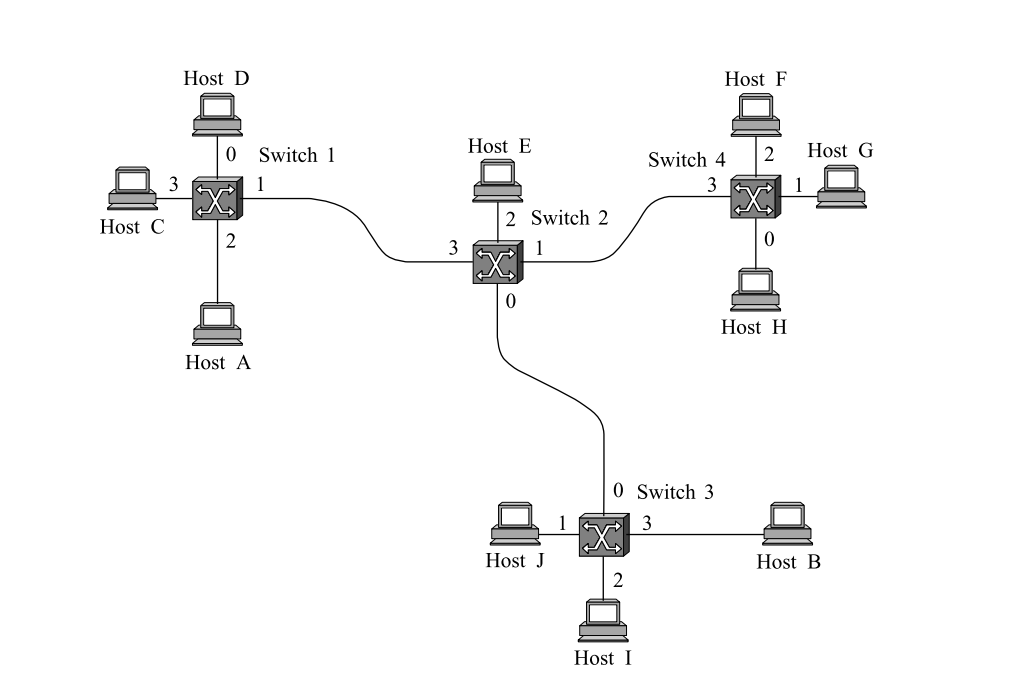 Host D
Host F
Host E
Host G
0
Switch 1
Switch 4
2
3
1
3
1
Host C
2
Switch 2
2
0
3
1
0
Host H
Host A
0
Switch 3
1
3
Host J
Host B
2
Host I